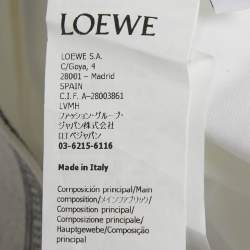 LOEWE
LOEWE S.A.
C/Goya, 4
28001 - Madrid
SPAIN
C.I.F. A-28003861
LVMH
ファッション・グループ・
ジャパン株式会社
ロエベジャパン
03-6215-6116
Made in Italy
Composición principal/Main
composition/メインファブリック/
Composition principal/
Composizione principale/
Hauptgewebe/Composição
principal